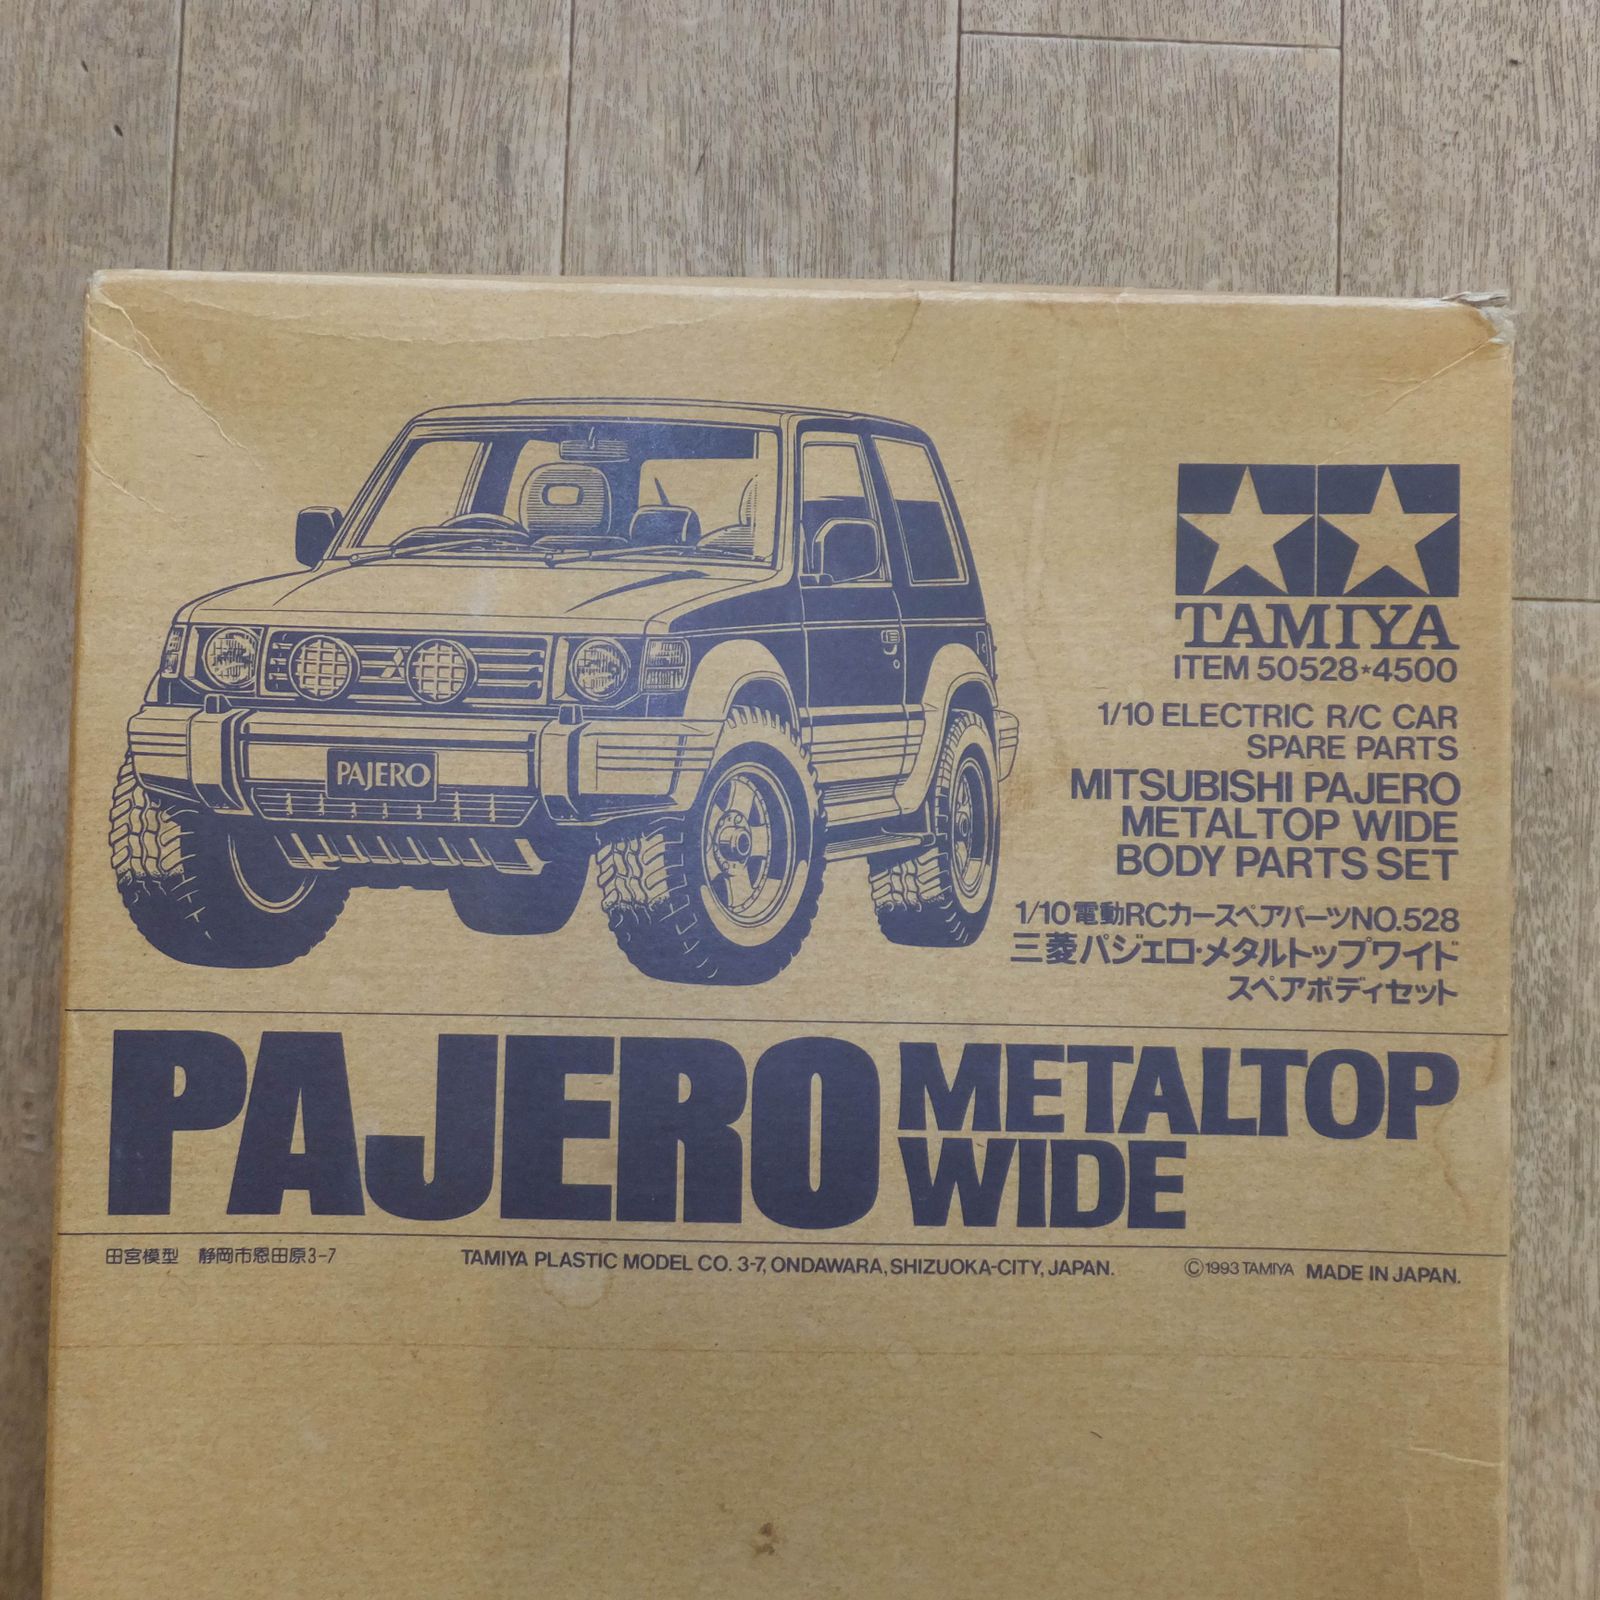 PAJERO
TAMIYA
ITEM 50528★4500
1/10 ELECTRIC R/C CAR
SPARE PARTS
MITSUBISHI PAJERO
METALTOP WIDE
BODY PARTS SET
1/10電動RCカースペアパーツNO.528
三菱パジェロ・メタルトップワイド
スペアボディセット
PAJERO METALTOP
WIDE
田宮模型 静岡市恩田原3-7 TAMIYA PLASTIC MODEL CO. 3-7, ONDAWARA, SHIZUOKA-CITY, JAPAN. ©1993 TAMIYA MADE IN JAPAN.